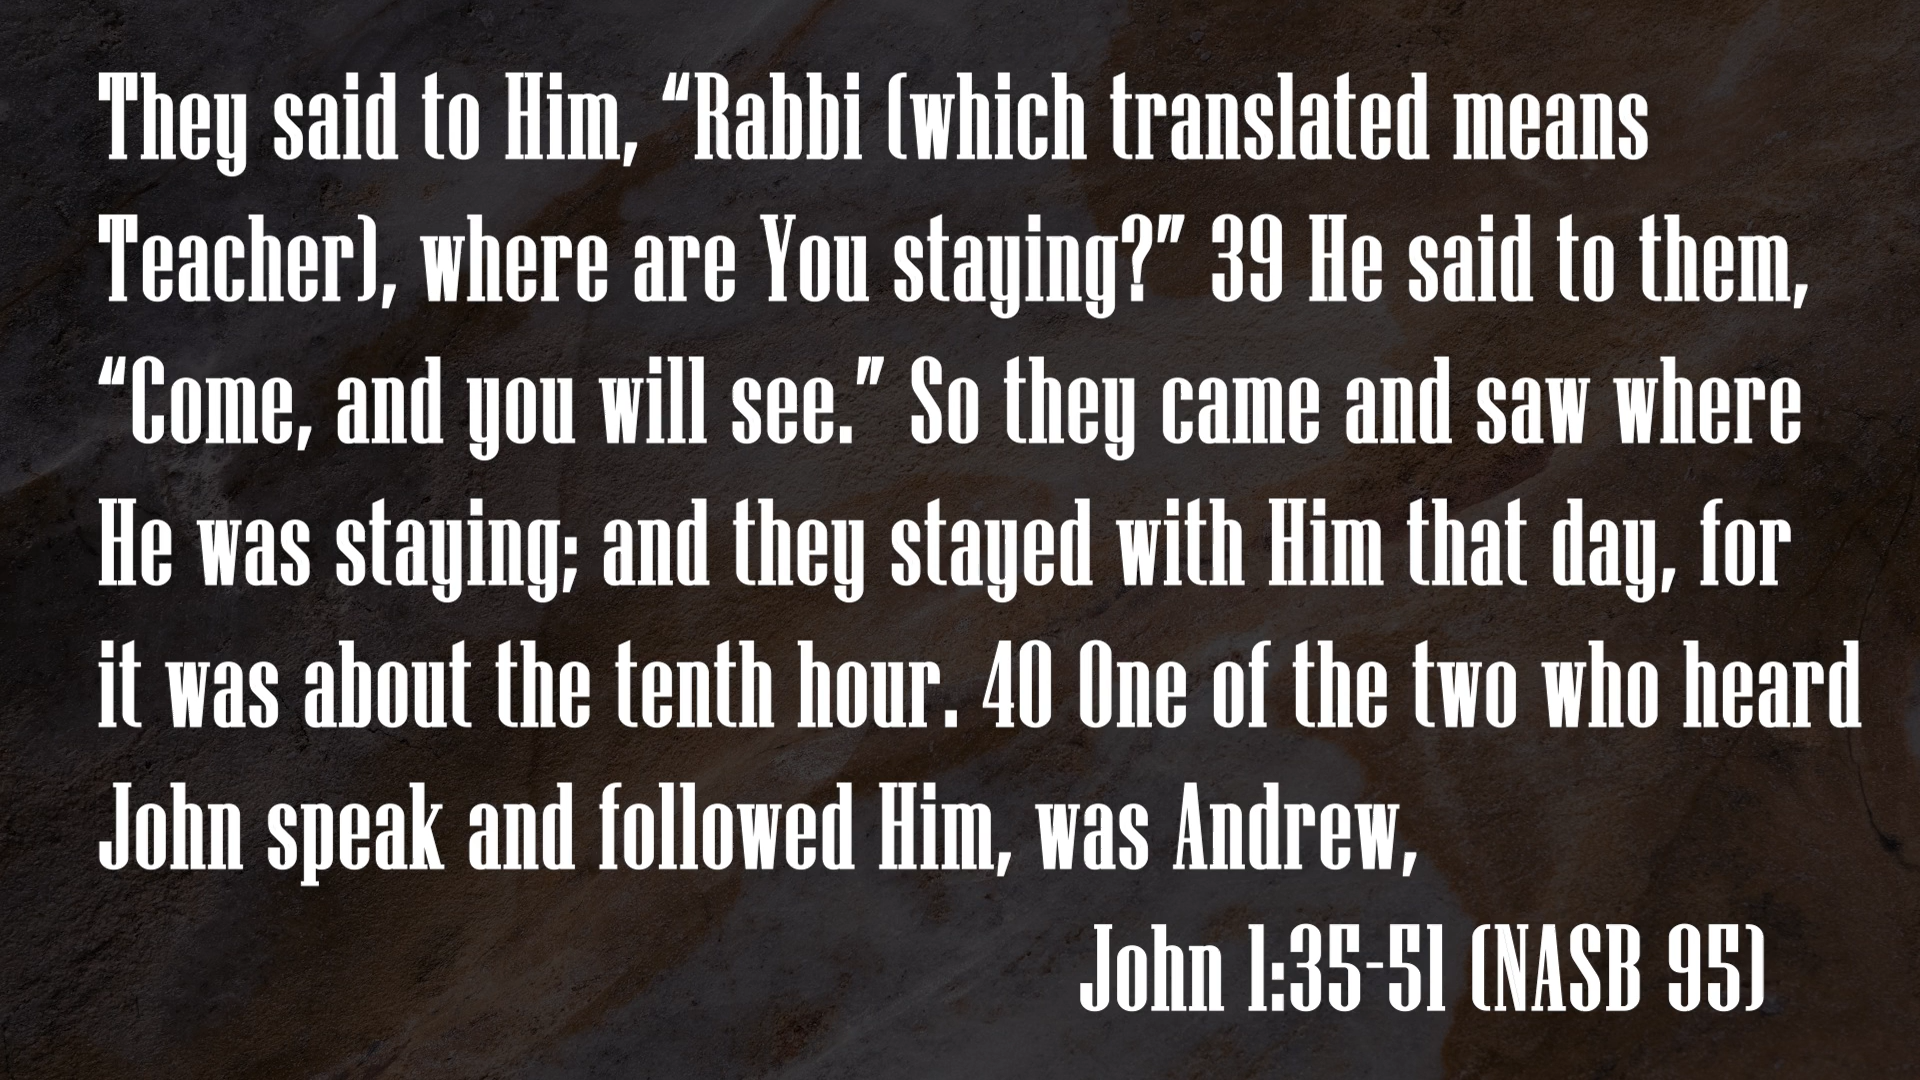 They said to Him, “Rabbi (which translated means
Teacher), where are You staying?” 39 He said to them,
“Come, and you will see.” So they came and saw where
He was staying; and they stayed with Him that day, for
it was about the tenth hour. 40 One of the two who heard
John speak and followed Him, was Andrew,
John 1:35-51 (NASB 95)